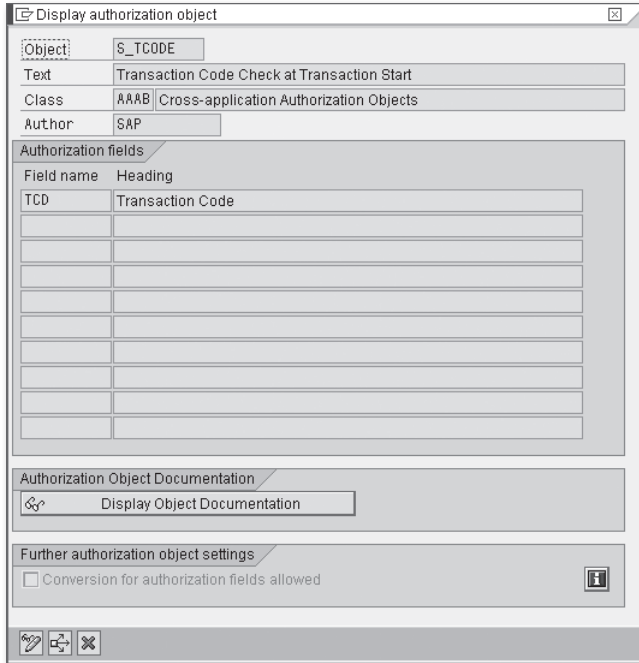 Display authorization object
Object S_TCODE
Text Transaction Code Check at Transaction Start
Class AAAB Cross-application Authorization Objects
Author SAP
Authorization fields
Field name Heading
TCD Transaction Code
Authorization Object Documentation
Display Object Documentation
Further authorization object settings
Conversion for authorization fields allowed